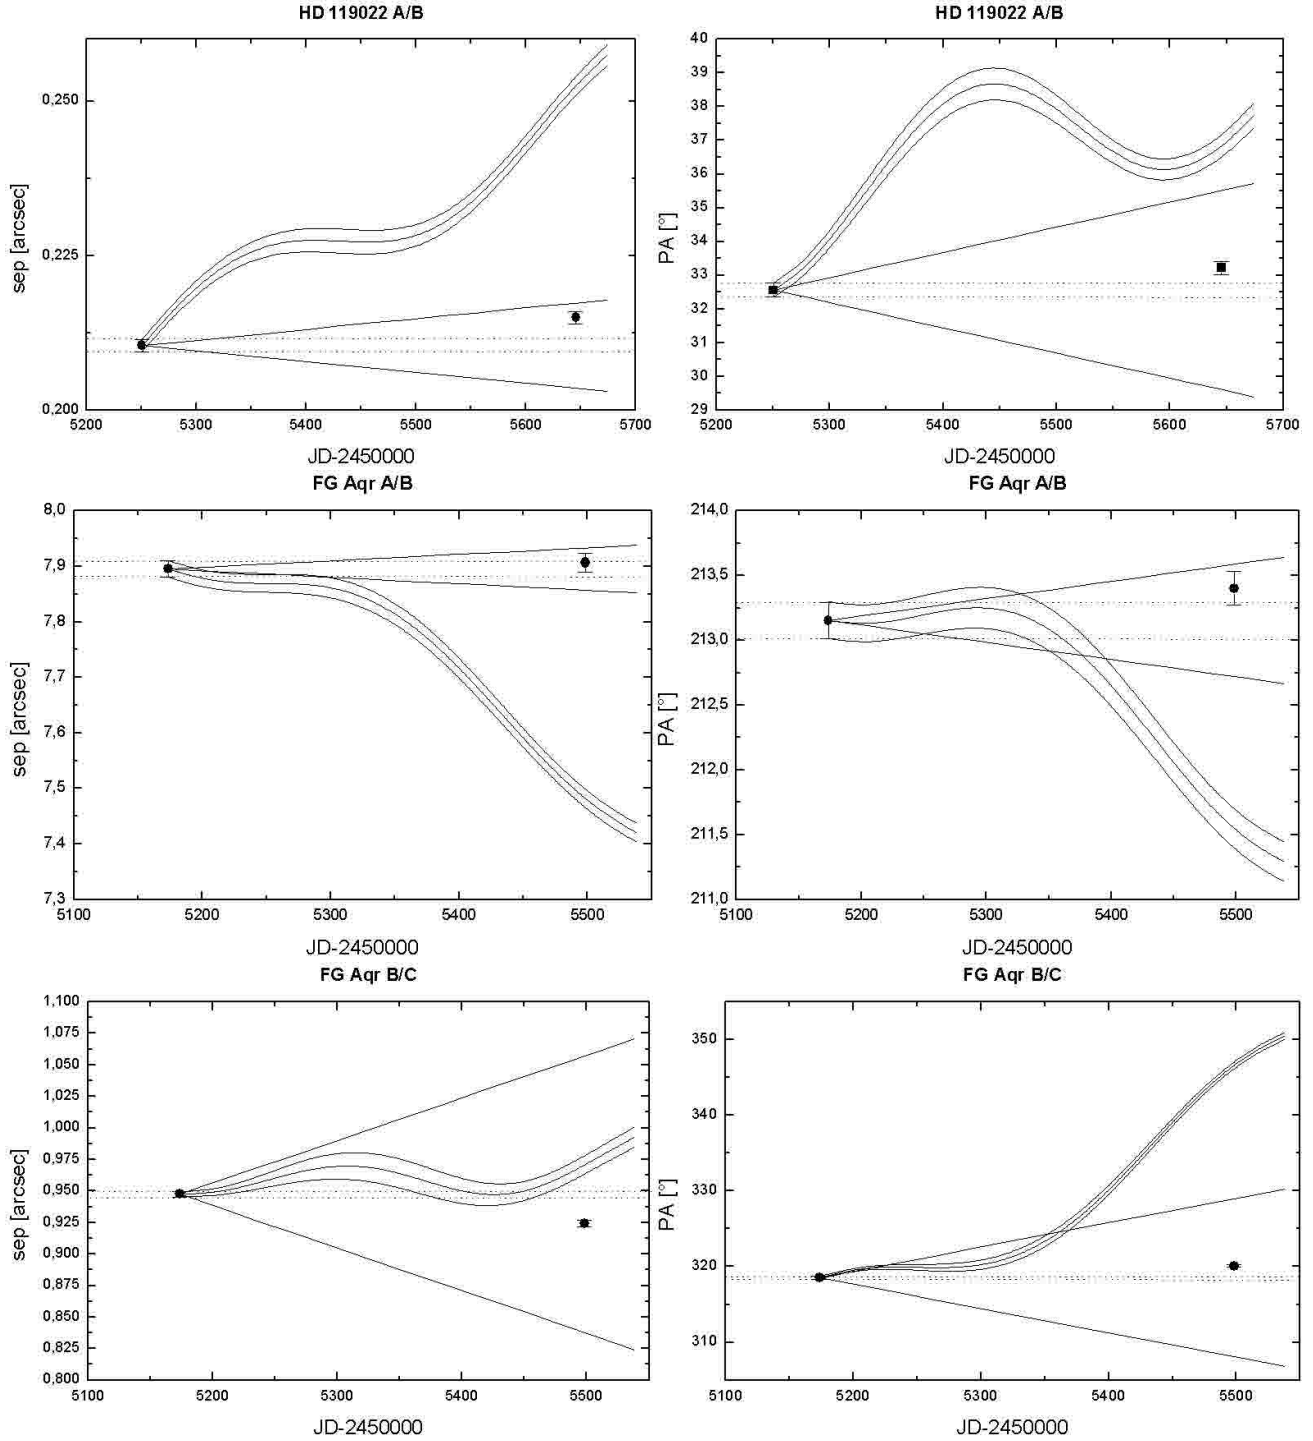 HD 119022 A/B
HD 119022 A/B
0,250
0,225
0,200
sep [arcsec]
5200 5300 5400 5500 5600 5700
JD-2450000
40
39
38
37
36
35
34
33
32
31
30
29
PA [°]
5200 5300 5400 5500 5600 5700
JD-2450000
FG Aqr A/B
FG Aqr A/B
8,0
7,9
7,8
7,7
7,6
7,5
7,4
7,3
sep [arcsec]
5100 5200 5300 5400 5500
JD-2450000
214,0
213,5
213,0
212,5
212,0
211,5
211,0
PA [°]
5100 5200 5300 5400 5500
JD-2450000
FG Aqr B/C
FG Aqr B/C
1,100
1,075
1,050
1,025
1,000
0,975
0,950
0,925
0,900
0,875
0,850
0,825
0,800
sep [arcsec]
5100 5200 5300 5400 5500
JD-2450000
350
340
330
320
310
PA [°]
5100 5200 5300 5400 5500
JD-2450000